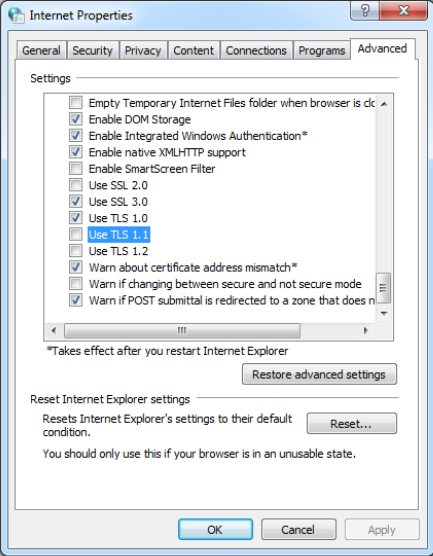 Internet Properties
General Security Privacy Content Connections Programs Advanced
Settings
Empty Temporary Internet Files folder when browser is
Enable DOM Storage
Enable Integrated Windows Authentication*
Enable native XMLHTTP support
Enable SmartScreen Filter
Use SSL 2.0
Use SSL 3.0
Use TLS 1.0
Use TLS 1.1
Use TLS 1.2
Warn about certificate address mismatch*
Warn if changing between secure and not secure mode
Warn if POST submittal is redirected to a zone that does n
*Takes effect after you restart Internet Explorer
Restore advanced settings
Reset Internet Explorer settings
Resets Internet Explorer's settings to their default
condition.
Reset...
You should only use this if your browser is in an unusable state.
OK Cancel Apply